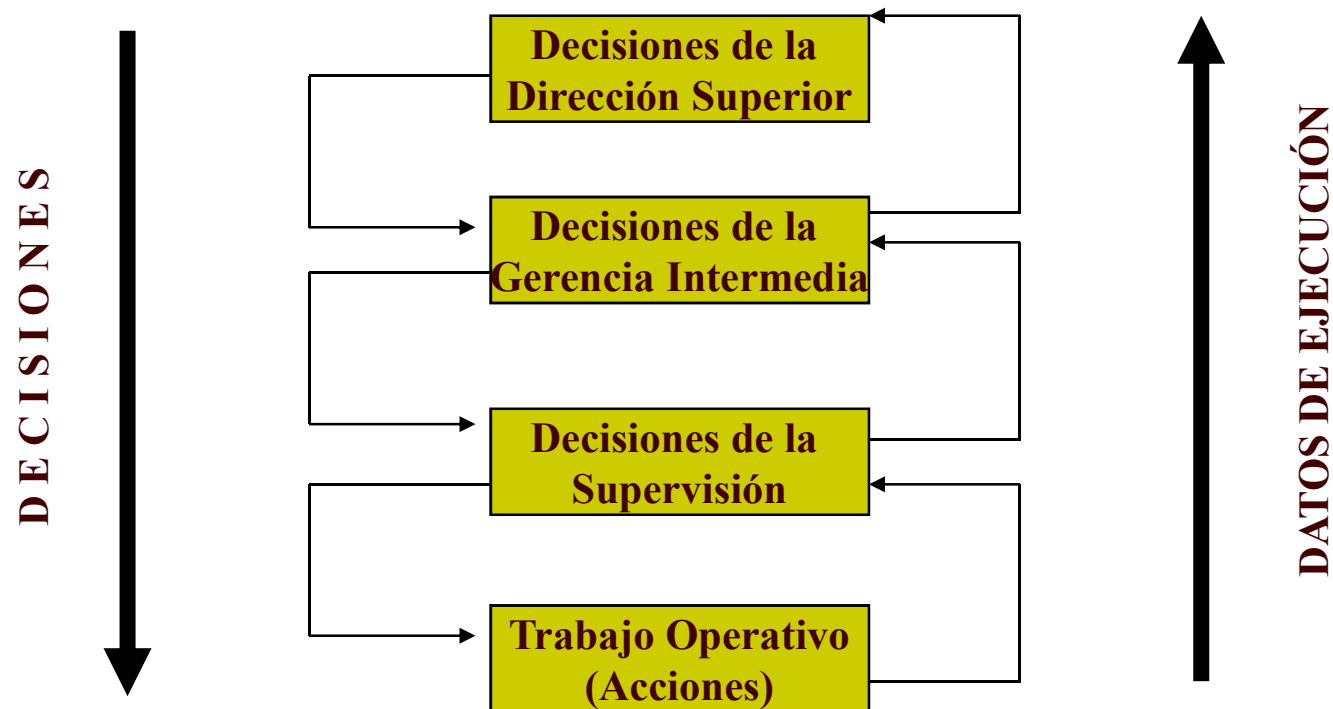 DECISIONES
Decisiones de la
Dirección Superior
Decisiones de la
Gerencia Intermedia
Decisiones de la
Supervisión
Trabajo Operativo
(Acciones)
DATOS DE EJECUCIÓN